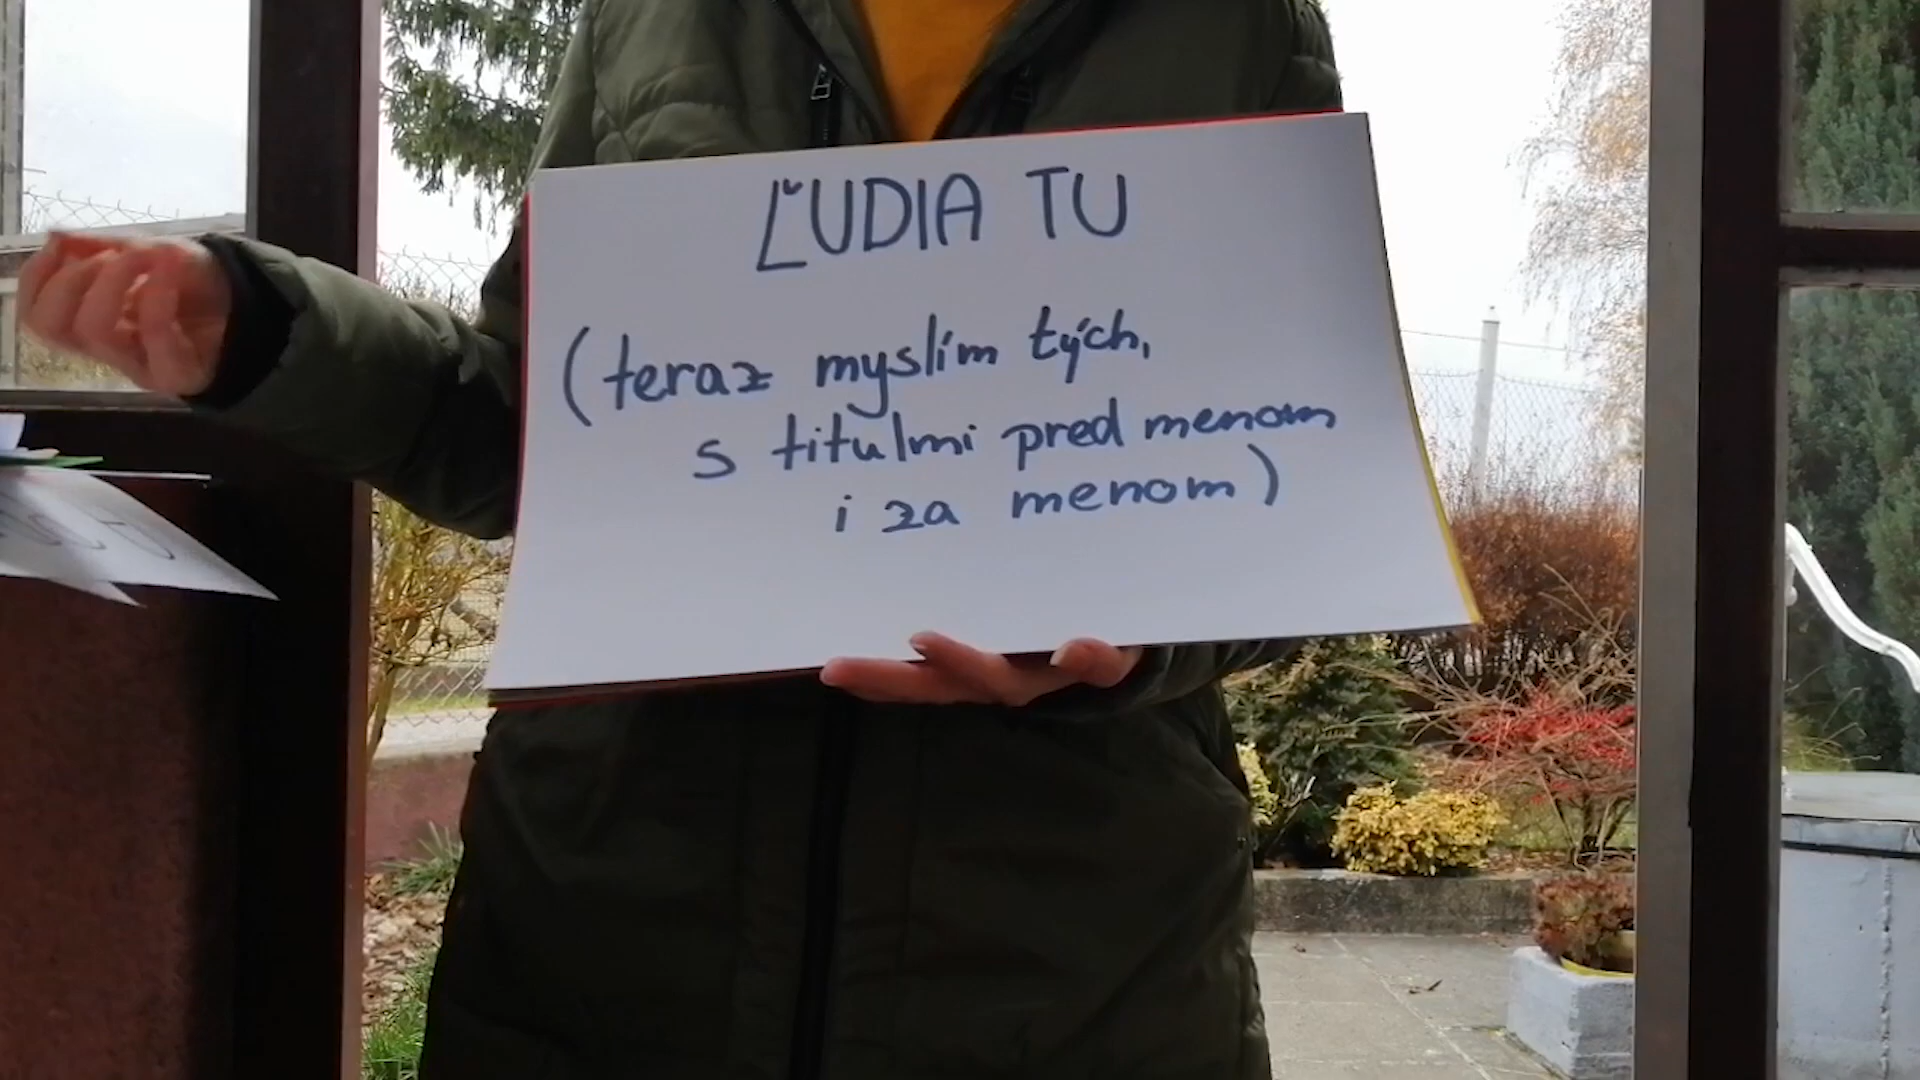 ĽUDIA TU
(teraz myslím tých,
s titulmi pred menom
i za menom)